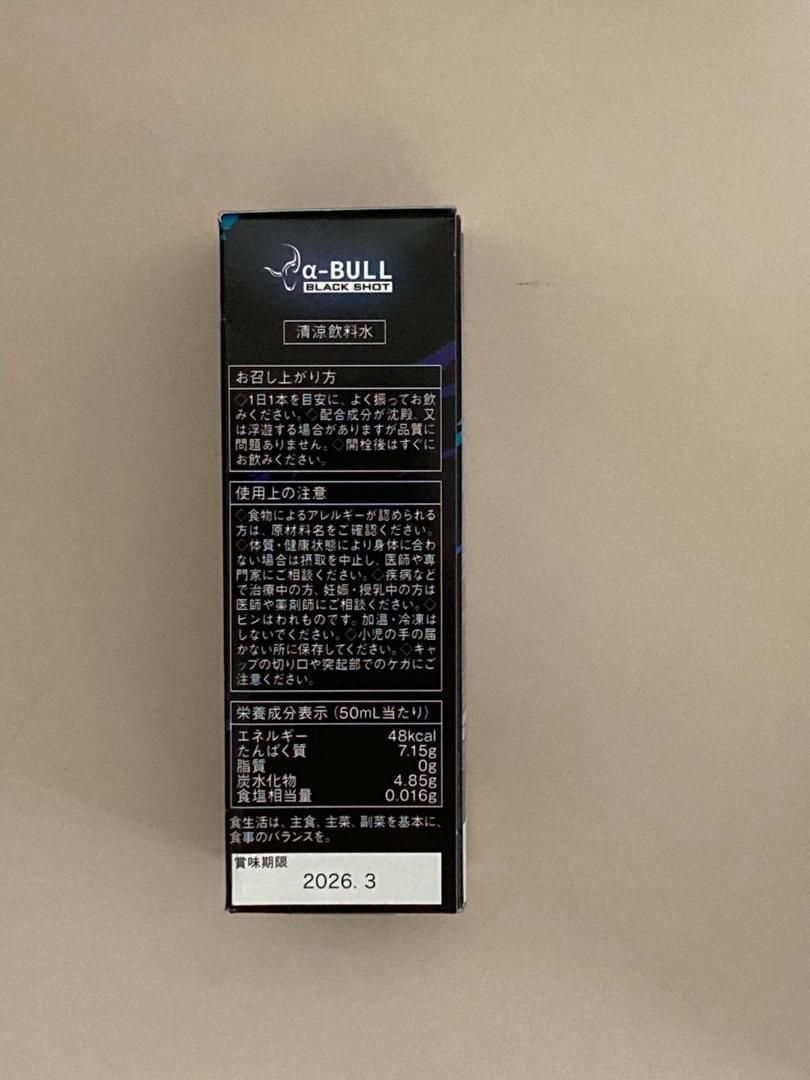 α-BULL
BLACK SHOT
清涼飲料水
お召し上がり方
◇1日1本を目安に、よく振ってお飲
みください。◇配合成分が沈殿、又
は浮遊する場合がありますが品質に
問題ありません。◇開栓後はすぐに
お飲みください。
使用上の注意
◇食物によるアレルギーが認められる
方は、原材料名をご確認ください。
◇体質・健康状態により身体に合わ
ない場合は摂取を中止し、医師や専
門家にご相談ください。◇疾病など
で治療中の方、妊娠・授乳中の方は
医師や薬剤師にご相談ください。◇
ビンはわれものです。加温・冷凍は
しないでください。◇小児の手の届
かない所に保存してください。◇キャ
ップの切り口や突起部でのケガにご
注意ください。
栄養成分表示（50mL当たり）
エネルギー 48kcal
たんぱく質 7.15g
脂質 0g
炭水化物 4.85g
食塩相当量 0.016g
食生活は、主食、主菜、副菜を基本に、
食事のバランスを。
賞味期限
2026. 3